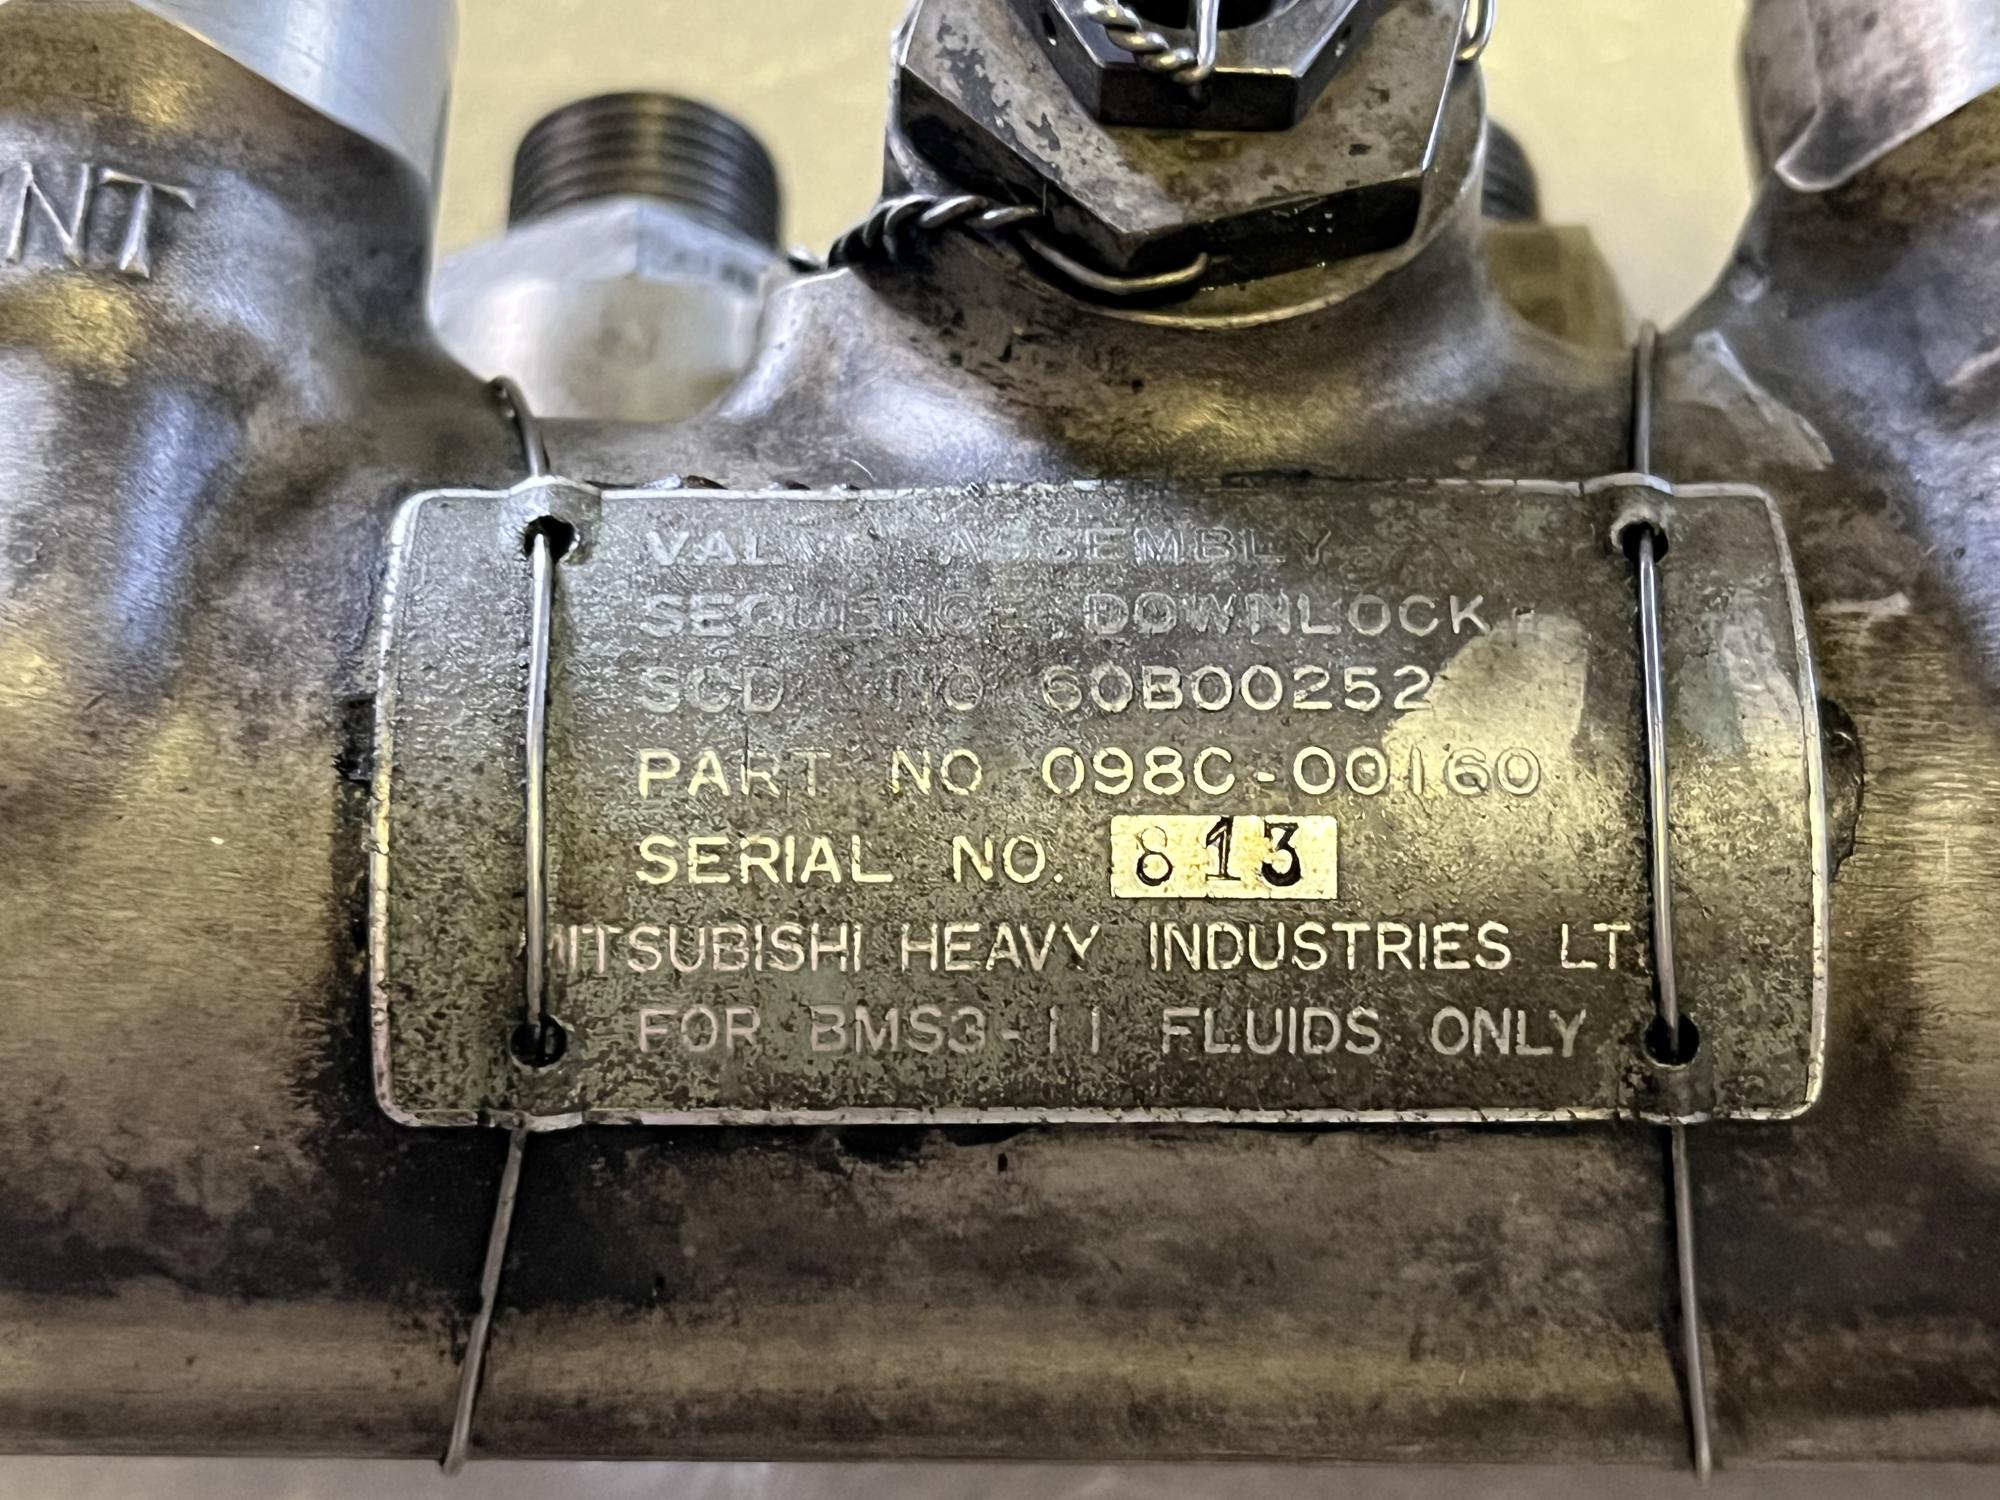 NT
VALVE ASSEMBLY
SEQUENCE DOWNLOCK
SCD NO 60B00252
PART NO 098C-00160
SERIAL NO. 813
MITSUBISHI HEAVY INDUSTRIES LT
FOR BMS3-11 FLUIDS ONLY